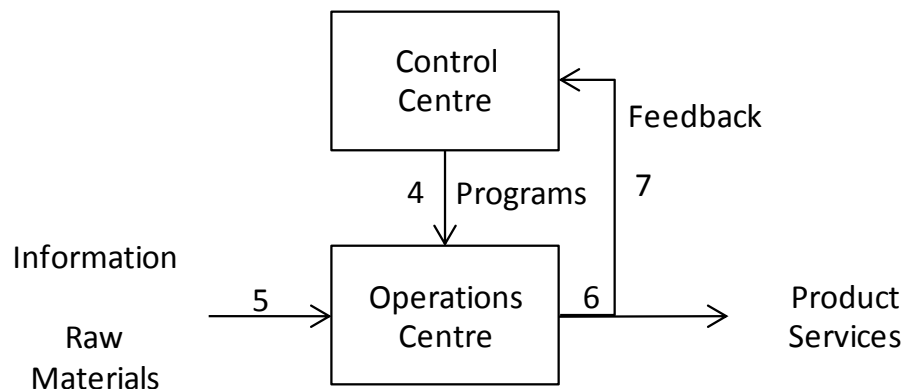 Control
Centre
Feedback
4 Programs
7
Information
5
Raw
Materials
Operations
Centre
6
Product
Services